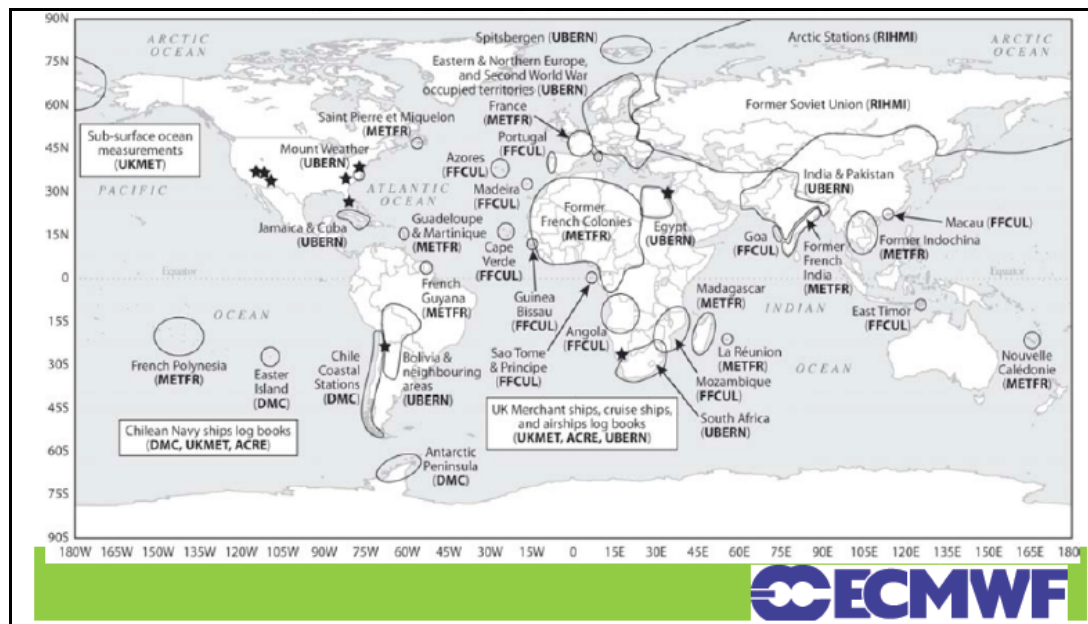 90N
75N
60N
45N
30N
15N
0
15S
30S
45S
60S
75S
90S
ARCTIC
OCEAN
Spitsbergen (UBERN)
Arctic Stations (RIHMI)
ARCTIC
OCEAN
Eastern & Northern Europe,
and Second World War
occupied territories (UBERN)
Former Soviet Union (RIHMI)
France
(METFR)
Saint Pierre et Miquelon
(METFR)
Sub-surface ocean
measurements
(UKMET)
Mount Weather
(UBERN)
Portugal
(FFCUL)
Azores
(FFCUL)
India & Pakistan
(UBERN)
PACIFIC
ATLANTIC
OCEAN
Madeira
(FFCUL)
Former
French Colonies
(METFR)
Egypt
(UBERN)
Macau (FFCUL)
Jamaica & Cuba
(UBERN)
Guadeloupe
& Martinique
(METFR)
Cape
Verde
(FFCUL)
Goa
(FFCUL)
Former
French
India
(METFR)
Former Indochina
(METFR)
Equator
Equator
French
Guyana
(METFR)
Guinea
Bissau
(FFCUL)
Madagascar
(METFR)
INDIAN
PACIFIC
OCEAN
Angola
(FFCUL)
East Timor
(FFCUL)
French Polynesia
(METFR)
Easter
Island
(DMC)
Chile
Coastal
Stations
(DMC)
Bolivia &
neighbouring
areas
(UBERN)
Sao Tome
& Principe
(FFCUL)
La Réunion
(METFR)
OCEAN
Nouvelle
Calédonie
(METFR)
Mozambique
(FFCUL)
South Africa
(UBERN)
Chilean Navy ships log books
(DMC, UKMET, ACRE)
UK Merchant ships, cruise ships,
and airships log books
(UKMET, ACRE, UBERN)
Antarctic
Peninsula
(DMC)
180W 165W 150W 135W 120W 105W 90W 75W 60W 45W 30W 15W 0 15E 30E 45E 60E 75E 90E 105E 120E 135E 150E 165E 180
ECMWF